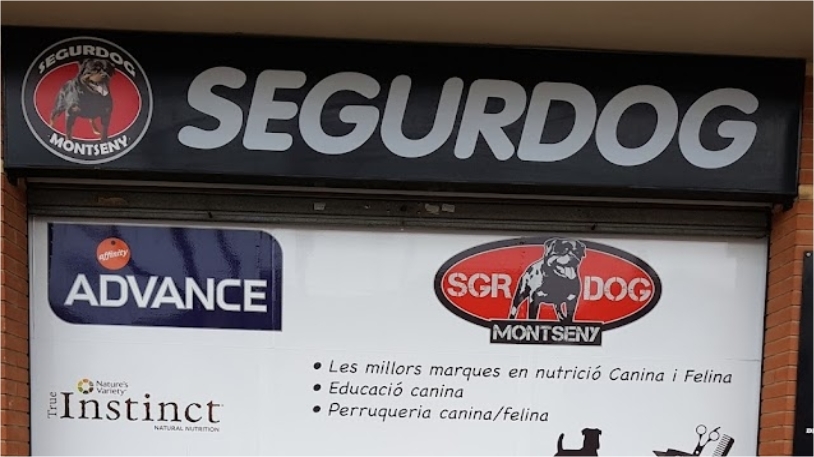 SEGURDOG
MONTSENY
SEGURDOG
affinity
ADVANCE
SGR DOG
MONTSENY
• Les millors marques en nutrició Canina i Felina
• Educació canina
• Perruqueria canina/felina
Nature's
Variety
True
Instinct
NATURAL NUTRITION